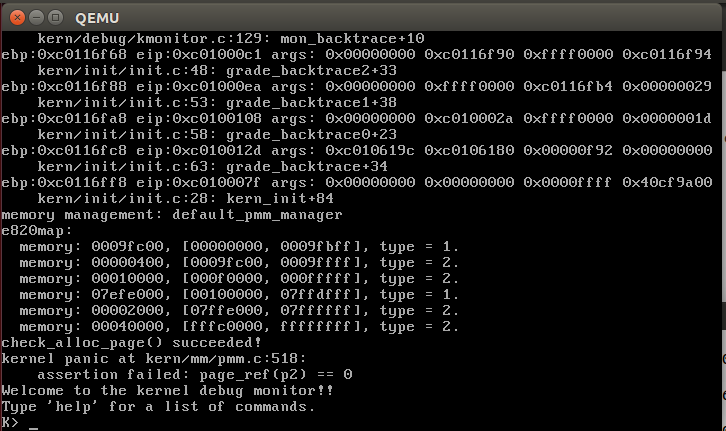 QEMU
kern/debug/kmonitor.c:129: mon_backtrace+10
ebp:0xc0116f68 eip:0xc01000c1 args: 0x00000000 0xc0116f90 0xffff0000 0xc0116f94
kern/init/init.c:48: grade_backtrace2+33
ebp:0xc0116f88 eip:0xc01000ea args: 0x00000000 0xffff0000 0xc0116fb4 0x00000029
kern/init/init.c:53: grade_backtrace1+38
ebp:0xc0116fa8 eip:0xc0100108 args: 0x00000000 0xc010002a 0xffff0000 0x0000001d
kern/init/init.c:58: grade_backtrace0+23
ebp:0xc0116fc8 eip:0xc010012d args: 0xc010619c 0xc0106180 0x00000f92 0x00000000
kern/init/init.c:63: grade_backtrace+34
ebp:0xc0116ff8 eip:0xc010007f args: 0x00000000 0x00000000 0x0000ffff 0x40cf9a00
kern/init/init.c:28: kern_init+84
memory management: default_pmm_manager
e820map:
memory: 0009fc00, [00000000, 0009fbff], type = 1.
memory: 00000400, [0009fc00, 0009ffff], type = 2.
memory: 00010000, [000f0000, 000fffff], type = 2.
memory: 07efe000, [00100000, 07ffdfff], type = 1.
memory: 00002000, [07ffe000, 07ffffff], type = 2.
memory: 00040000, [fffc0000, ffffffff], type = 2.
check_alloc_page() succeeded!
kernel panic at kern/mm/pmm.c:518:
assertion failed: page_ref(p2) == 0
Welcome to the kernel debug monitor!!
Type 'help' for a list of commands.
K> _